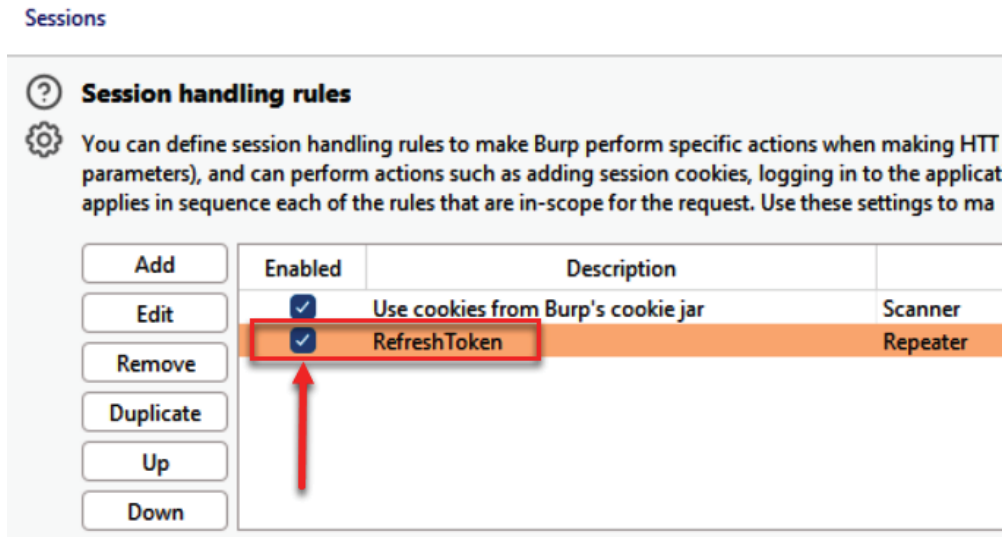 Sessions
Session handling rules
You can define session handling rules to make Burp perform specific actions when making HTT
parameters), and can perform actions such as adding session cookies, logging in to the applicat
applies in sequence each of the rules that are in-scope for the request. Use these settings to ma
Add
Enabled Description
Edit
Use cookies from Burp's cookie jar Scanner
RefreshToken Repeater
Remove
Duplicate
Up
Down